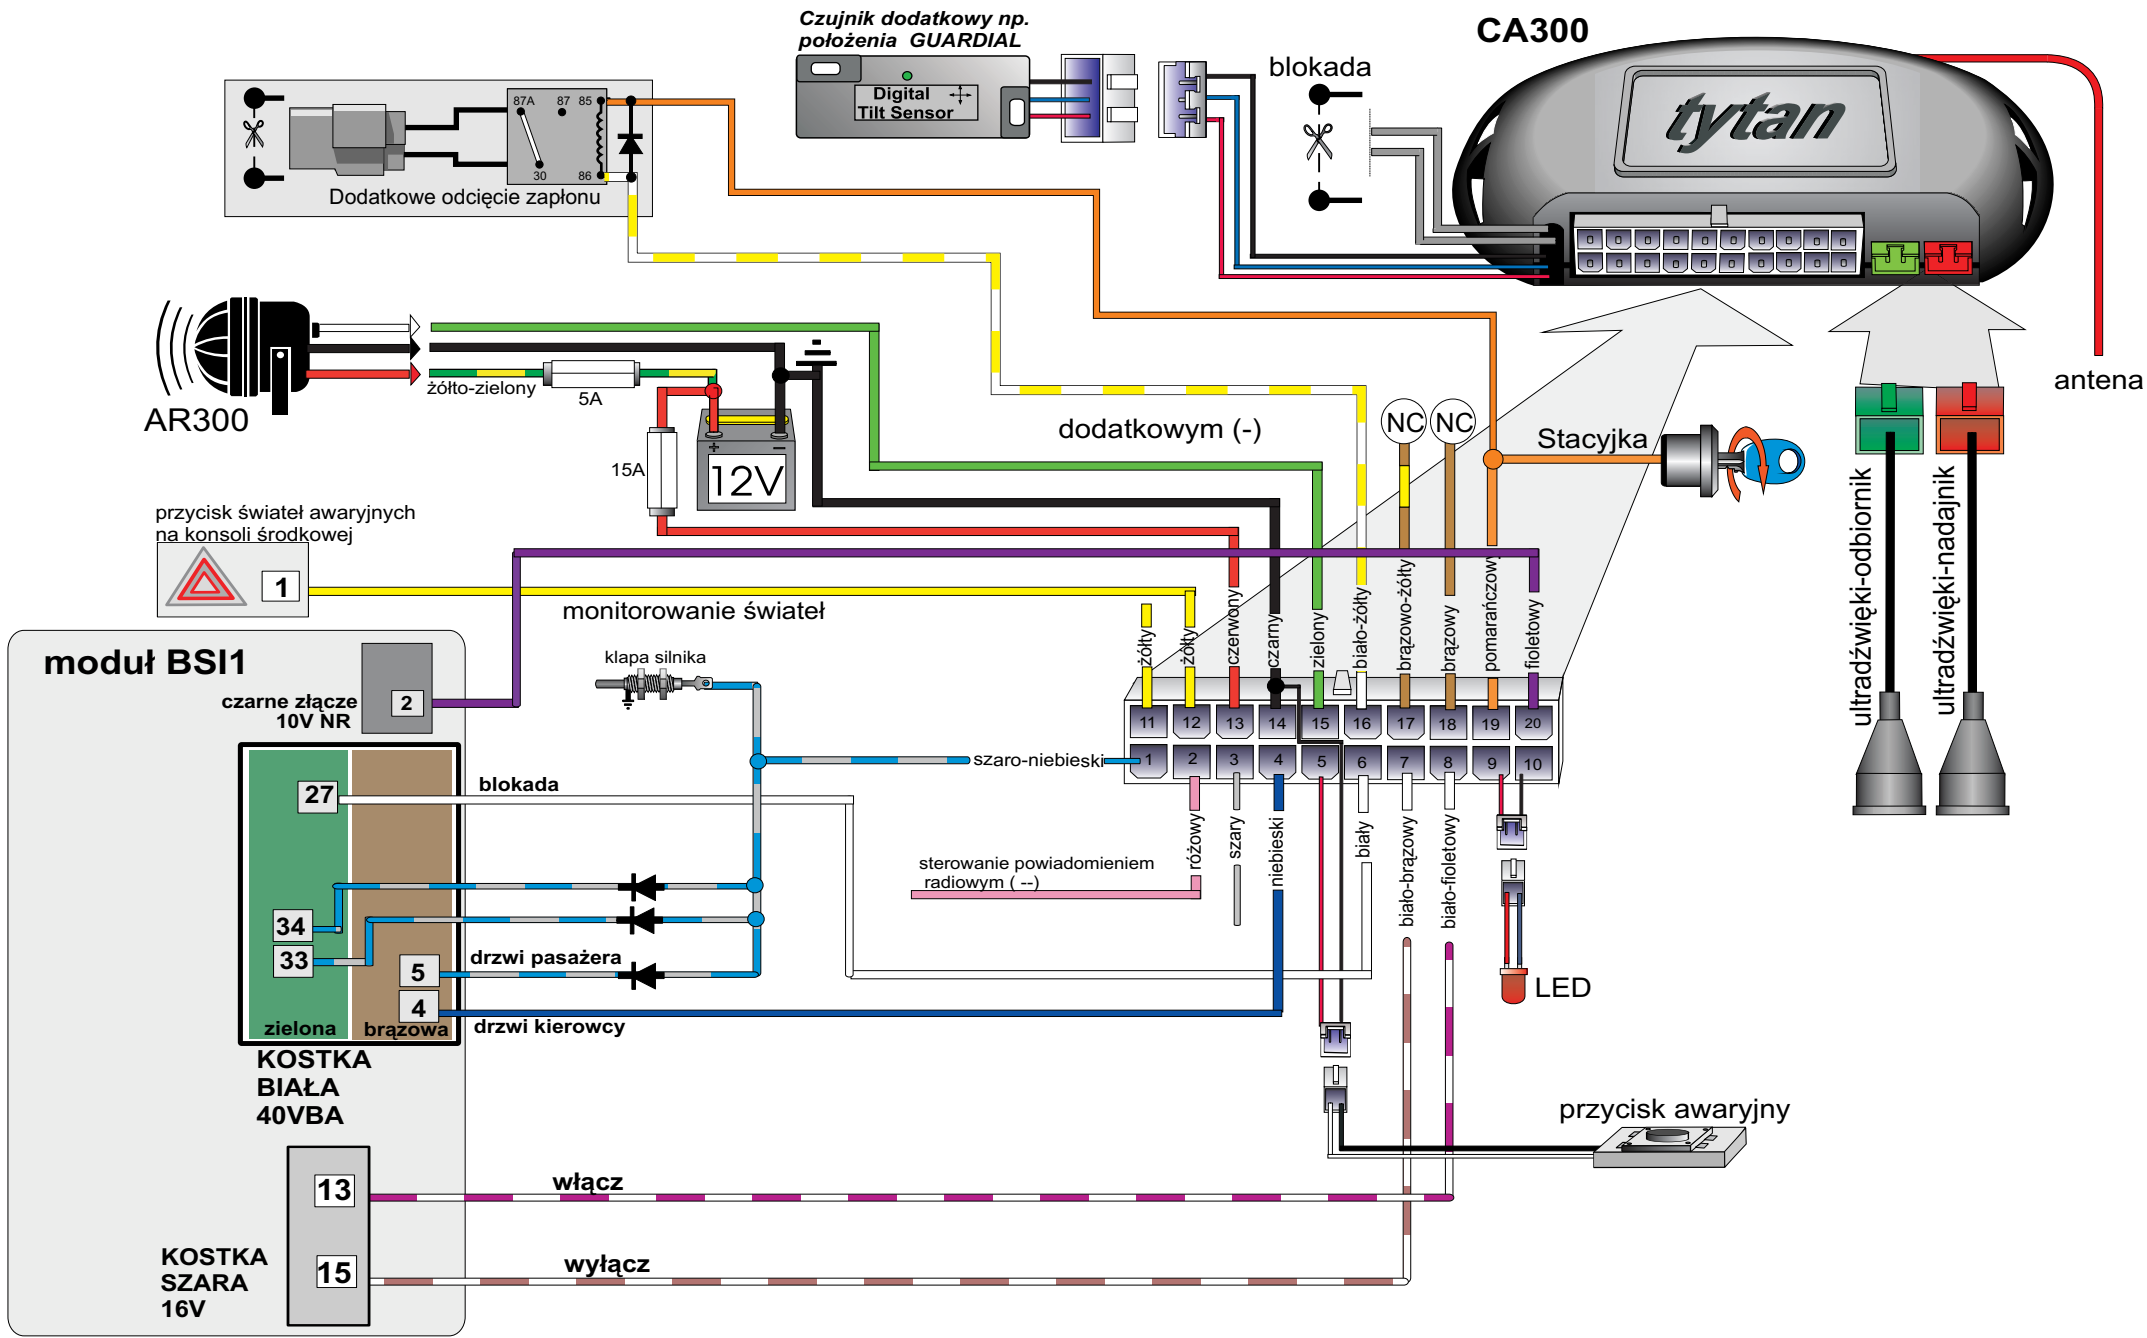 Czujnik dodatkowy np.
położenia GUARDIAL
CA300
blokada
tytan
Digital
Tilt Sensor
87A 87 85
30 86
Dodatkowe odcięcie zapłonu
antena
AR300
żółto-zielony
5A
15A
+ −
12V
dodatkowym (-)
NC NC
Stacyjka
ultradźwięki-odbiornik
ultradźwięki-nadajnik
przycisk świateł awaryjnych
na konsoli środkowej
1
monitorowanie świateł
żółty
żółty
czerwony
czarny
zielony
biało-żółty
brązowo-żółty
brązowy
pomarańczowy
fioletowy
moduł BSI1
czarne złącze
10V NR
2
klapa silnika
szaro-niebieski
11 12 13 14 15 16 17 18 19 20
1 2 3 4 5 6 7 8 9 10
27
blokada
różowy
szary
niebieski
biały
biało-brązowy
biało-fioletowy
sterowanie powiadomieniem
radiowym ( --)
34
33
5
drzwi pasażera
4
drzwi kierowcy
zielona
brązowa
LED
KOSTKA
BIAŁA
40VBA
przycisk awaryjny
13
włącz
15
wyłącz
KOSTKA
SZARA
16V